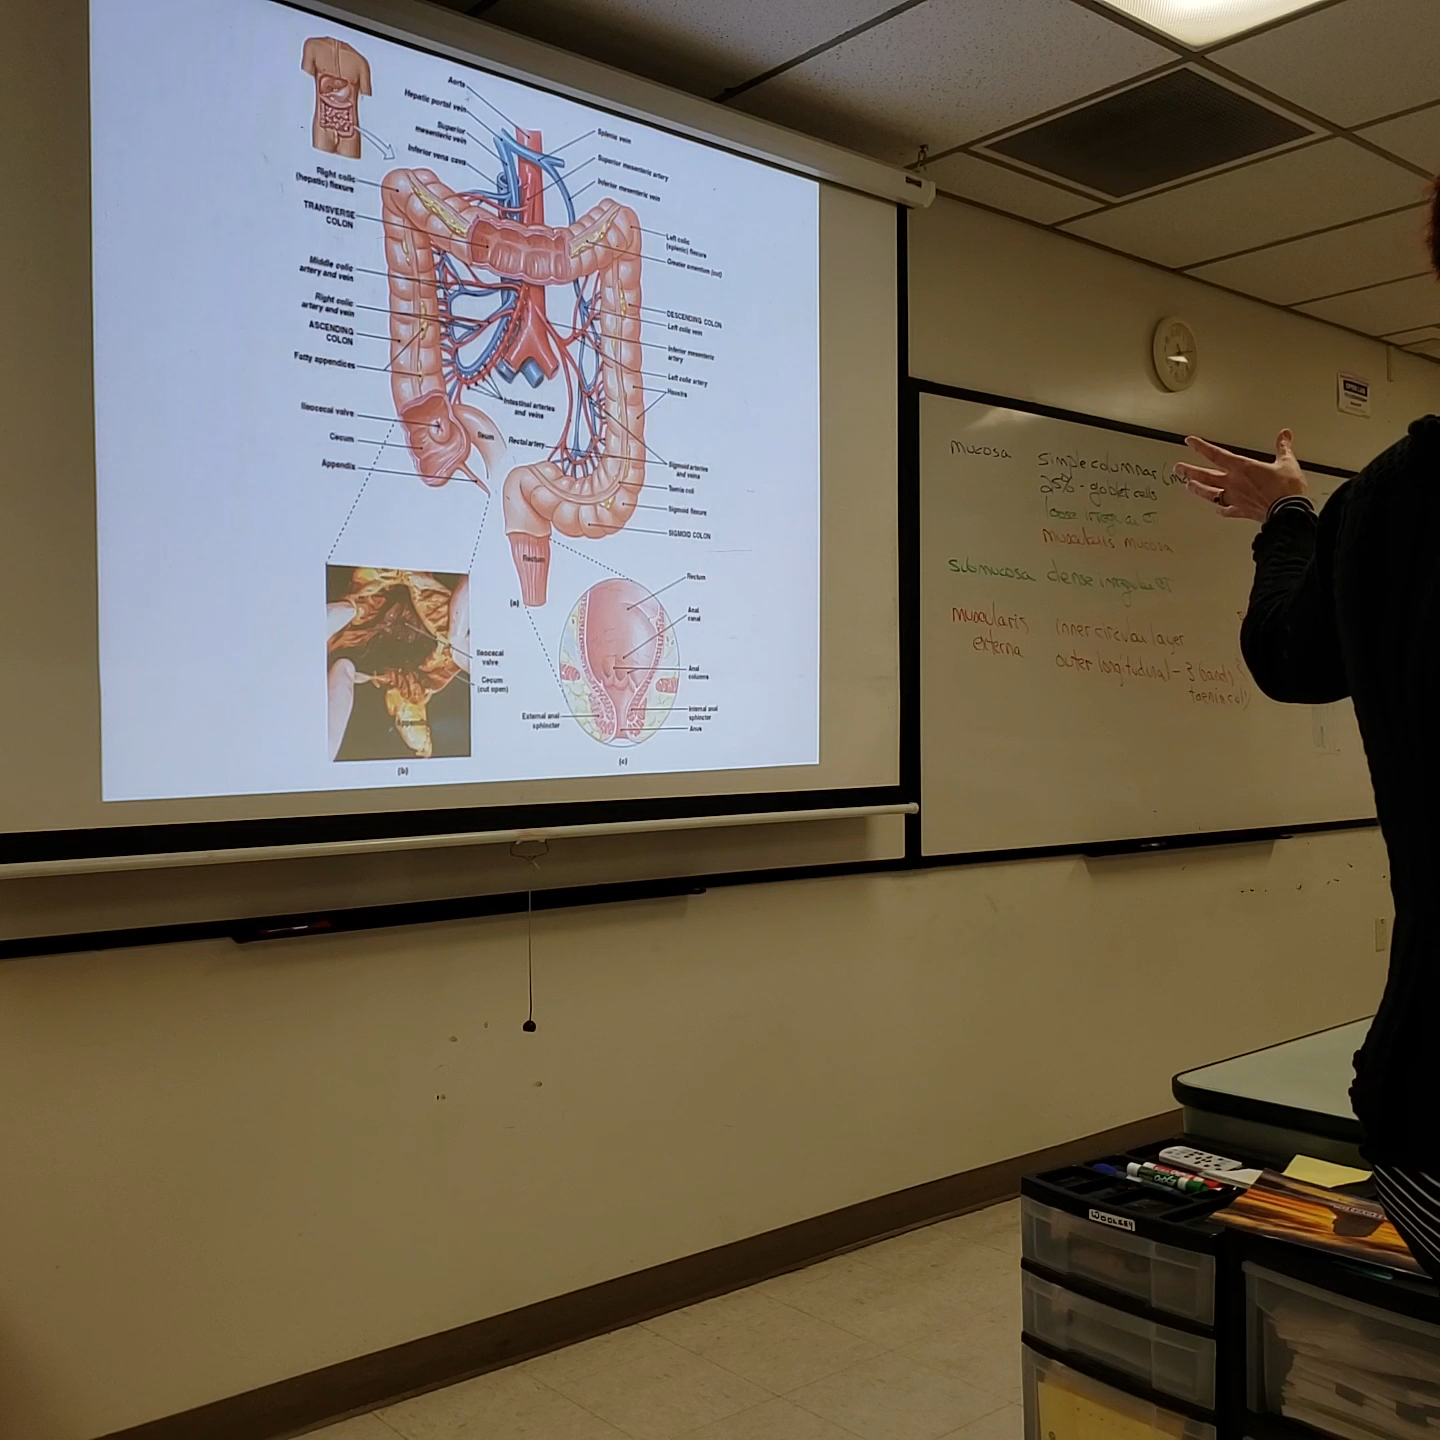 Aorta
Hepatic portal vein
Superior
mesenteric vein
Inferior vena cava
Splenic vein
Superior mesenteric artery
Inferior mesenteric vein
Right colic
(hepatic) flexure
TRANSVERSE
COLON
Middle colic
artery and vein
Right colic
artery and vein
ASCENDING
COLON
Fatty appendices
Ileocecal valve
Cecum
Appendix
Left colic
(splenic) flexure
Greater omentum (cut)
DESCENDING COLON
Left colic vein
Inferior mesenteric
artery
Left colic artery
Haustra
Intestinal arteries
and veins
Ileum
Rectal artery
Sigmoid arteries
and veins
Taenia coli
Sigmoid flexure
SIGMOID COLON
Rectum
(a)
Ileocecal
valve
Cecum
(cut open)
Appendix
(b)
Rectum
Anal
canal
Anal
columns
External anal
sphincter
Internal anal
sphincter
Anus
(c)
mucosa simple columnar
25% - goblet cells
loose irregular CT
muscularis mucosa
submucosa dense irregular CT
muscularis inner circular layer
externa outer longitudinal - 3 bands
taenia coli
WOOLSEY